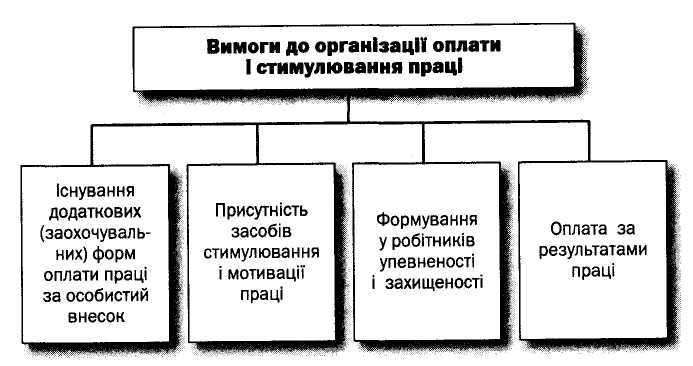 Вимоги до організації оплати
і стимулювання праці
Існування
додаткових
(заохочуваль-
них) форм
оплати праці
за особистий
внесок
Присутність
засобів
стимулювання
і мотивації
праці
Формування
у робітників
упевненості
і захищеності
Оплата за
результатами
праці